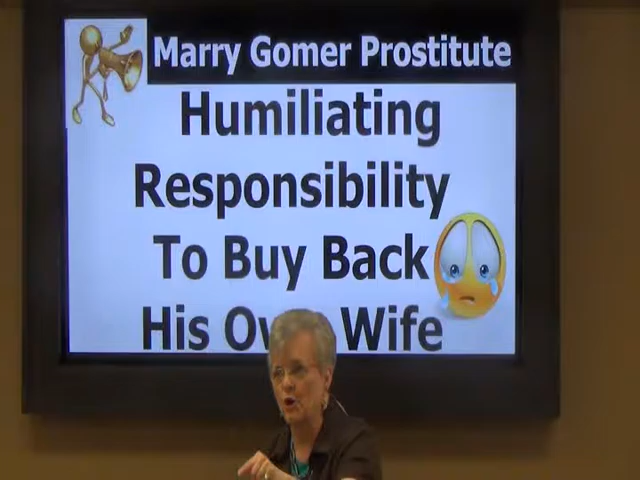 Marry Gomer Prostitute
Humiliating
Responsibility
To Buy Back
His Wife